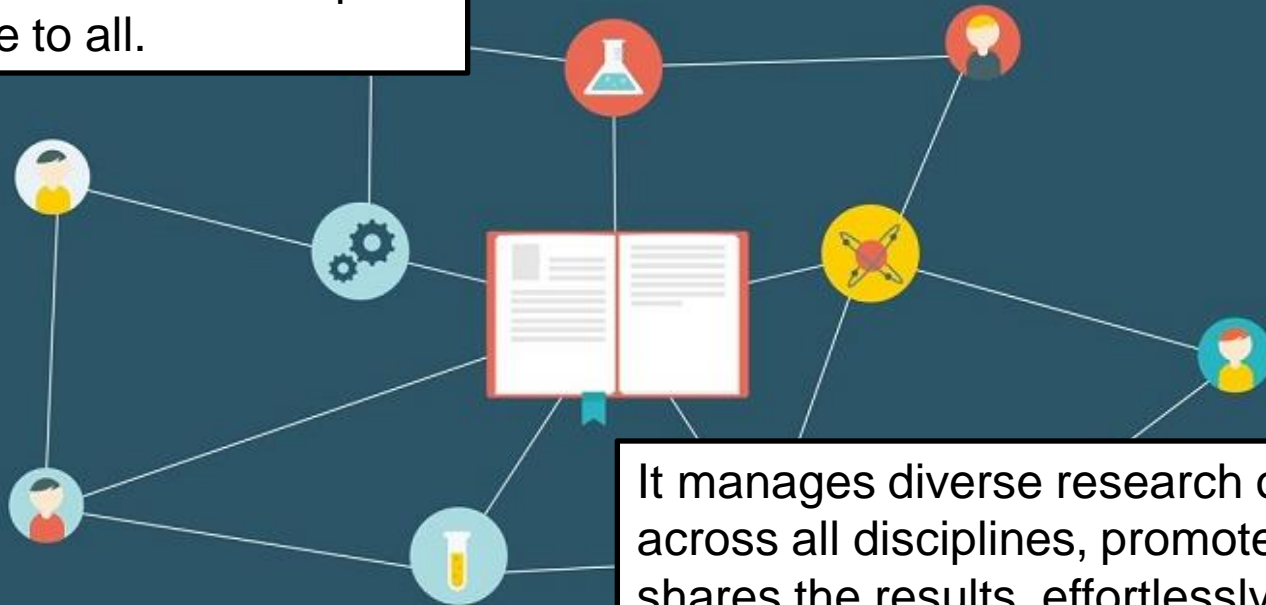 e to all.
It manages diverse research
across all disciplines, promote
shares the results, effortlessly